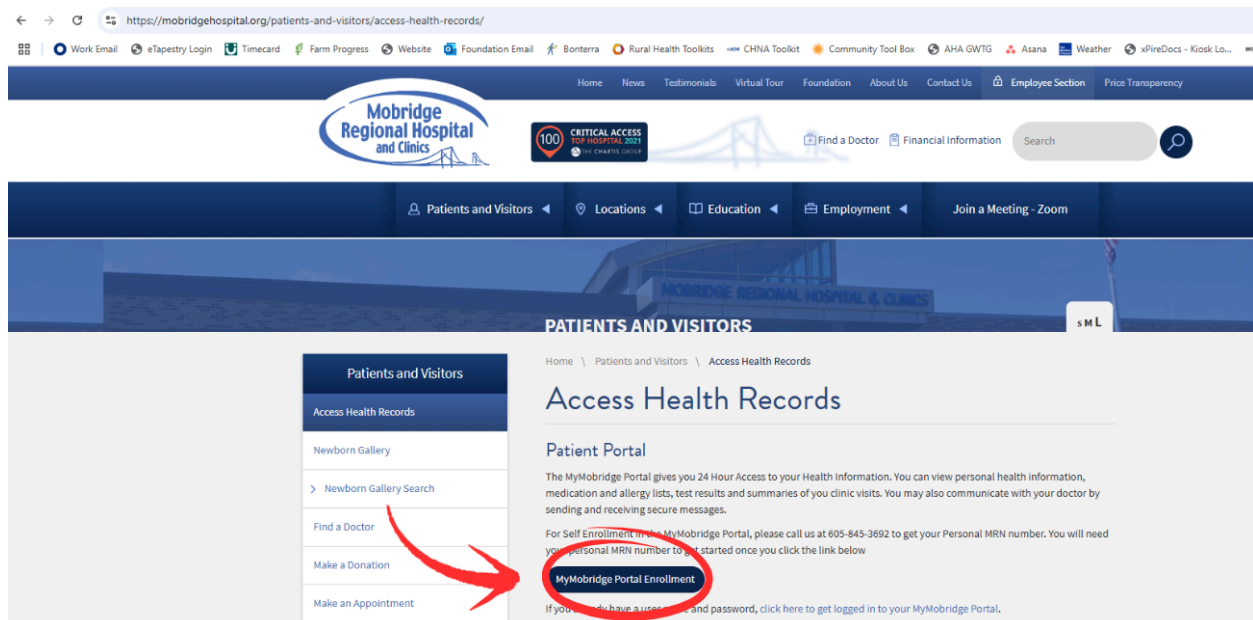 https://mobridgehospital.org/patients-and-visitors/access-health-records/
Work Email eTapestry Login Timecard Farm Progress Website Foundation Email Bonterra Rural Health Toolkits CHNA Toolkit Community Tool Box AHA GWTG Asana Weather xPireDocs - Kiosk Lo...
Home News Testimonials Virtual Tour Foundation About Us Contact Us Employee Section Price Transparency
Mobridge
Regional Hospital
and Clinics
100 CRITICAL ACCESS
TOP HOSPITAL 2021
THE CHARTIS GROUP
Find a Doctor Financial Information Search
Patients and Visitors Locations Education Employment Join a Meeting - Zoom
MOBRIDGE REGIONAL HOSPITAL & CLINICS
PATIENTS AND VISITORS
S M L
Patients and Visitors
Access Health Records
Newborn Gallery
Newborn Gallery Search
Find a Doctor
Make a Donation
Make an Appointment
Home \ Patients and Visitors \ Access Health Records
Access Health Records
Patient Portal
The MyMobridge Portal gives you 24 Hour Access to your Health Information. You can view personal health information,
medication and allergy lists, test results and summaries of you clinic visits. You may also communicate with your doctor by
sending and receiving secure messages.
For Self Enrollment in the MyMobridge Portal, please call us at 605-845-3692 to get your Personal MRN number. You will need
your personal MRN number to get started once you click the link below
MyMobridge Portal Enrollment
If you already have a user and password, click here to get logged in to your MyMobridge Portal.